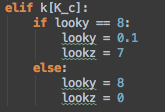 elif k[K_c]:
    if looky == 8:
        looky = 0.1
        lookz = 7
    else:
        looky = 8
        lookz = 0